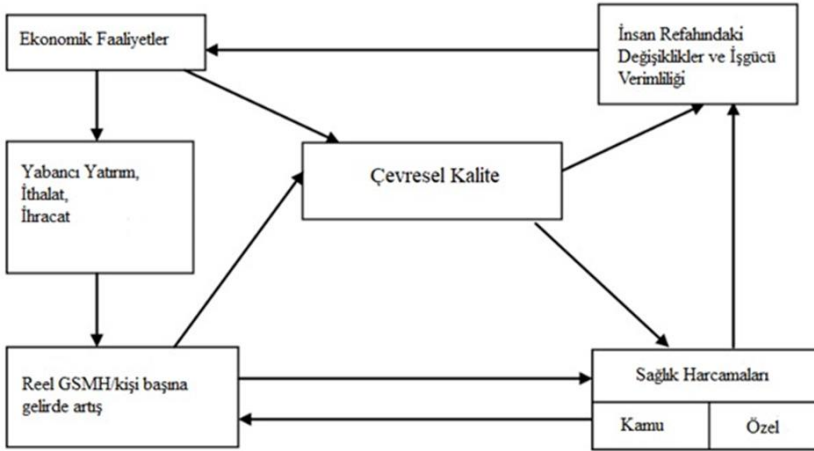 Ekonomik Faaliyetler
İnsan Refahındaki
Değişiklikler ve İşgücü
Verimliliği
Yabancı Yatırım,
İthalat,
İhracat
Çevresel Kalite
Reel GSMH/kişi başına
gelirde artış
Sağlık Harcamaları
Kamu
Özel